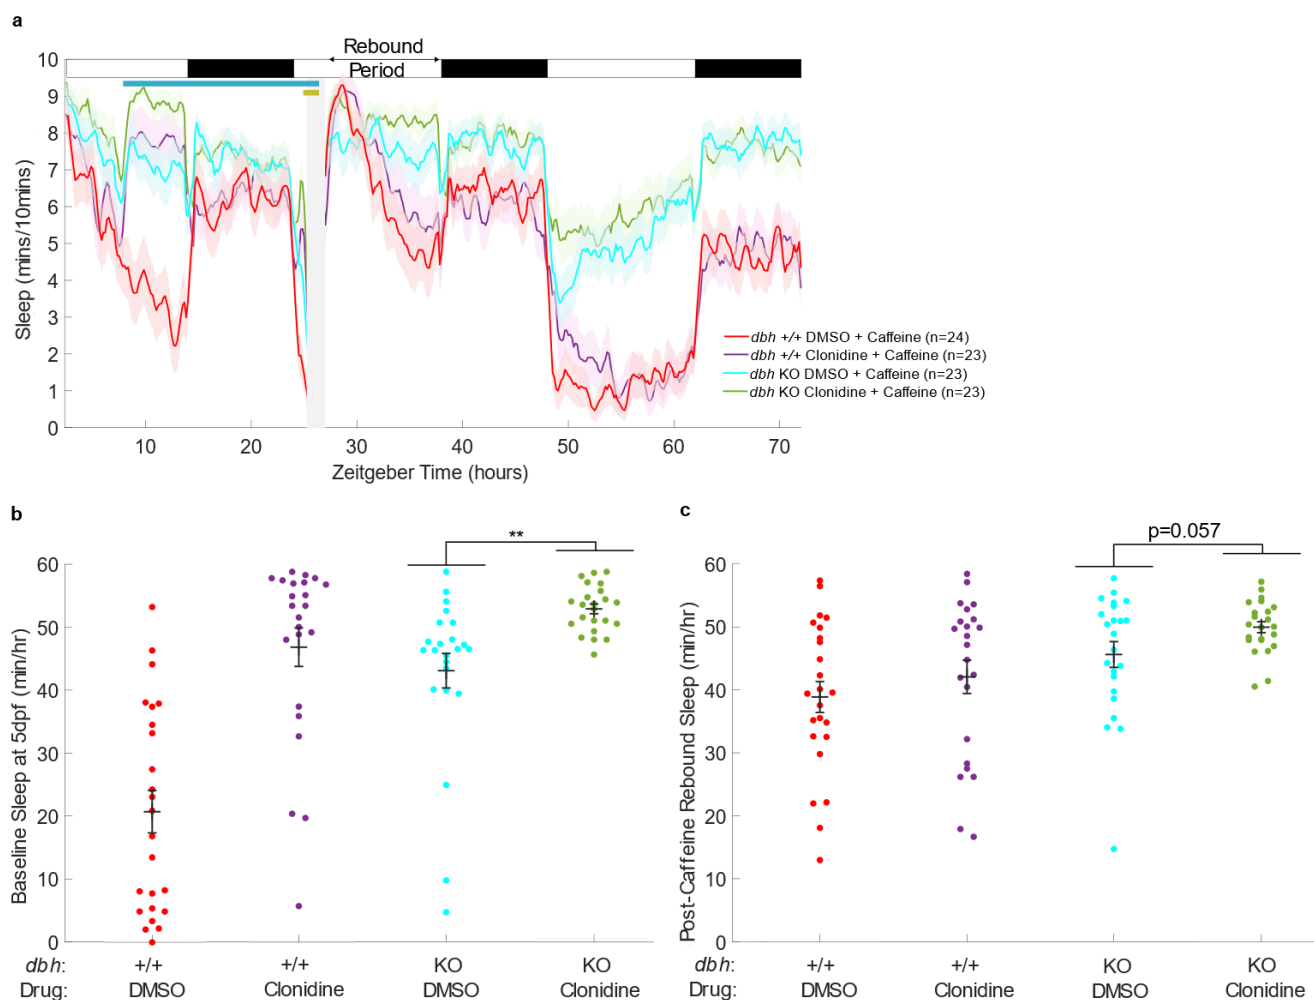 a
Rebound
Period
Sleep (mins/10mins)
10
9
8
7
6
5
4
3
2
1
0
10 20 30 40 50 60 70
Zeitgeber Time (hours)
dbh +/+ DMSO + Caffeine (n=24)
dbh +/+ Clonidine + Caffeine (n=23)
dbh KO DMSO + Caffeine (n=23)
dbh KO Clonidine + Caffeine (n=23)
b
**
Baseline Sleep at 5dpf (min/hr)
60
50
40
30
20
10
0
dbh: +/+ +/+ KO KO
Drug: DMSO Clonidine DMSO Clonidine
c
p=0.057
Post-Caffeine Rebound Sleep (min/hr)
60
50
40
30
20
10
0
dbh: +/+ +/+ KO KO
Drug: DMSO Clonidine DMSO Clonidine